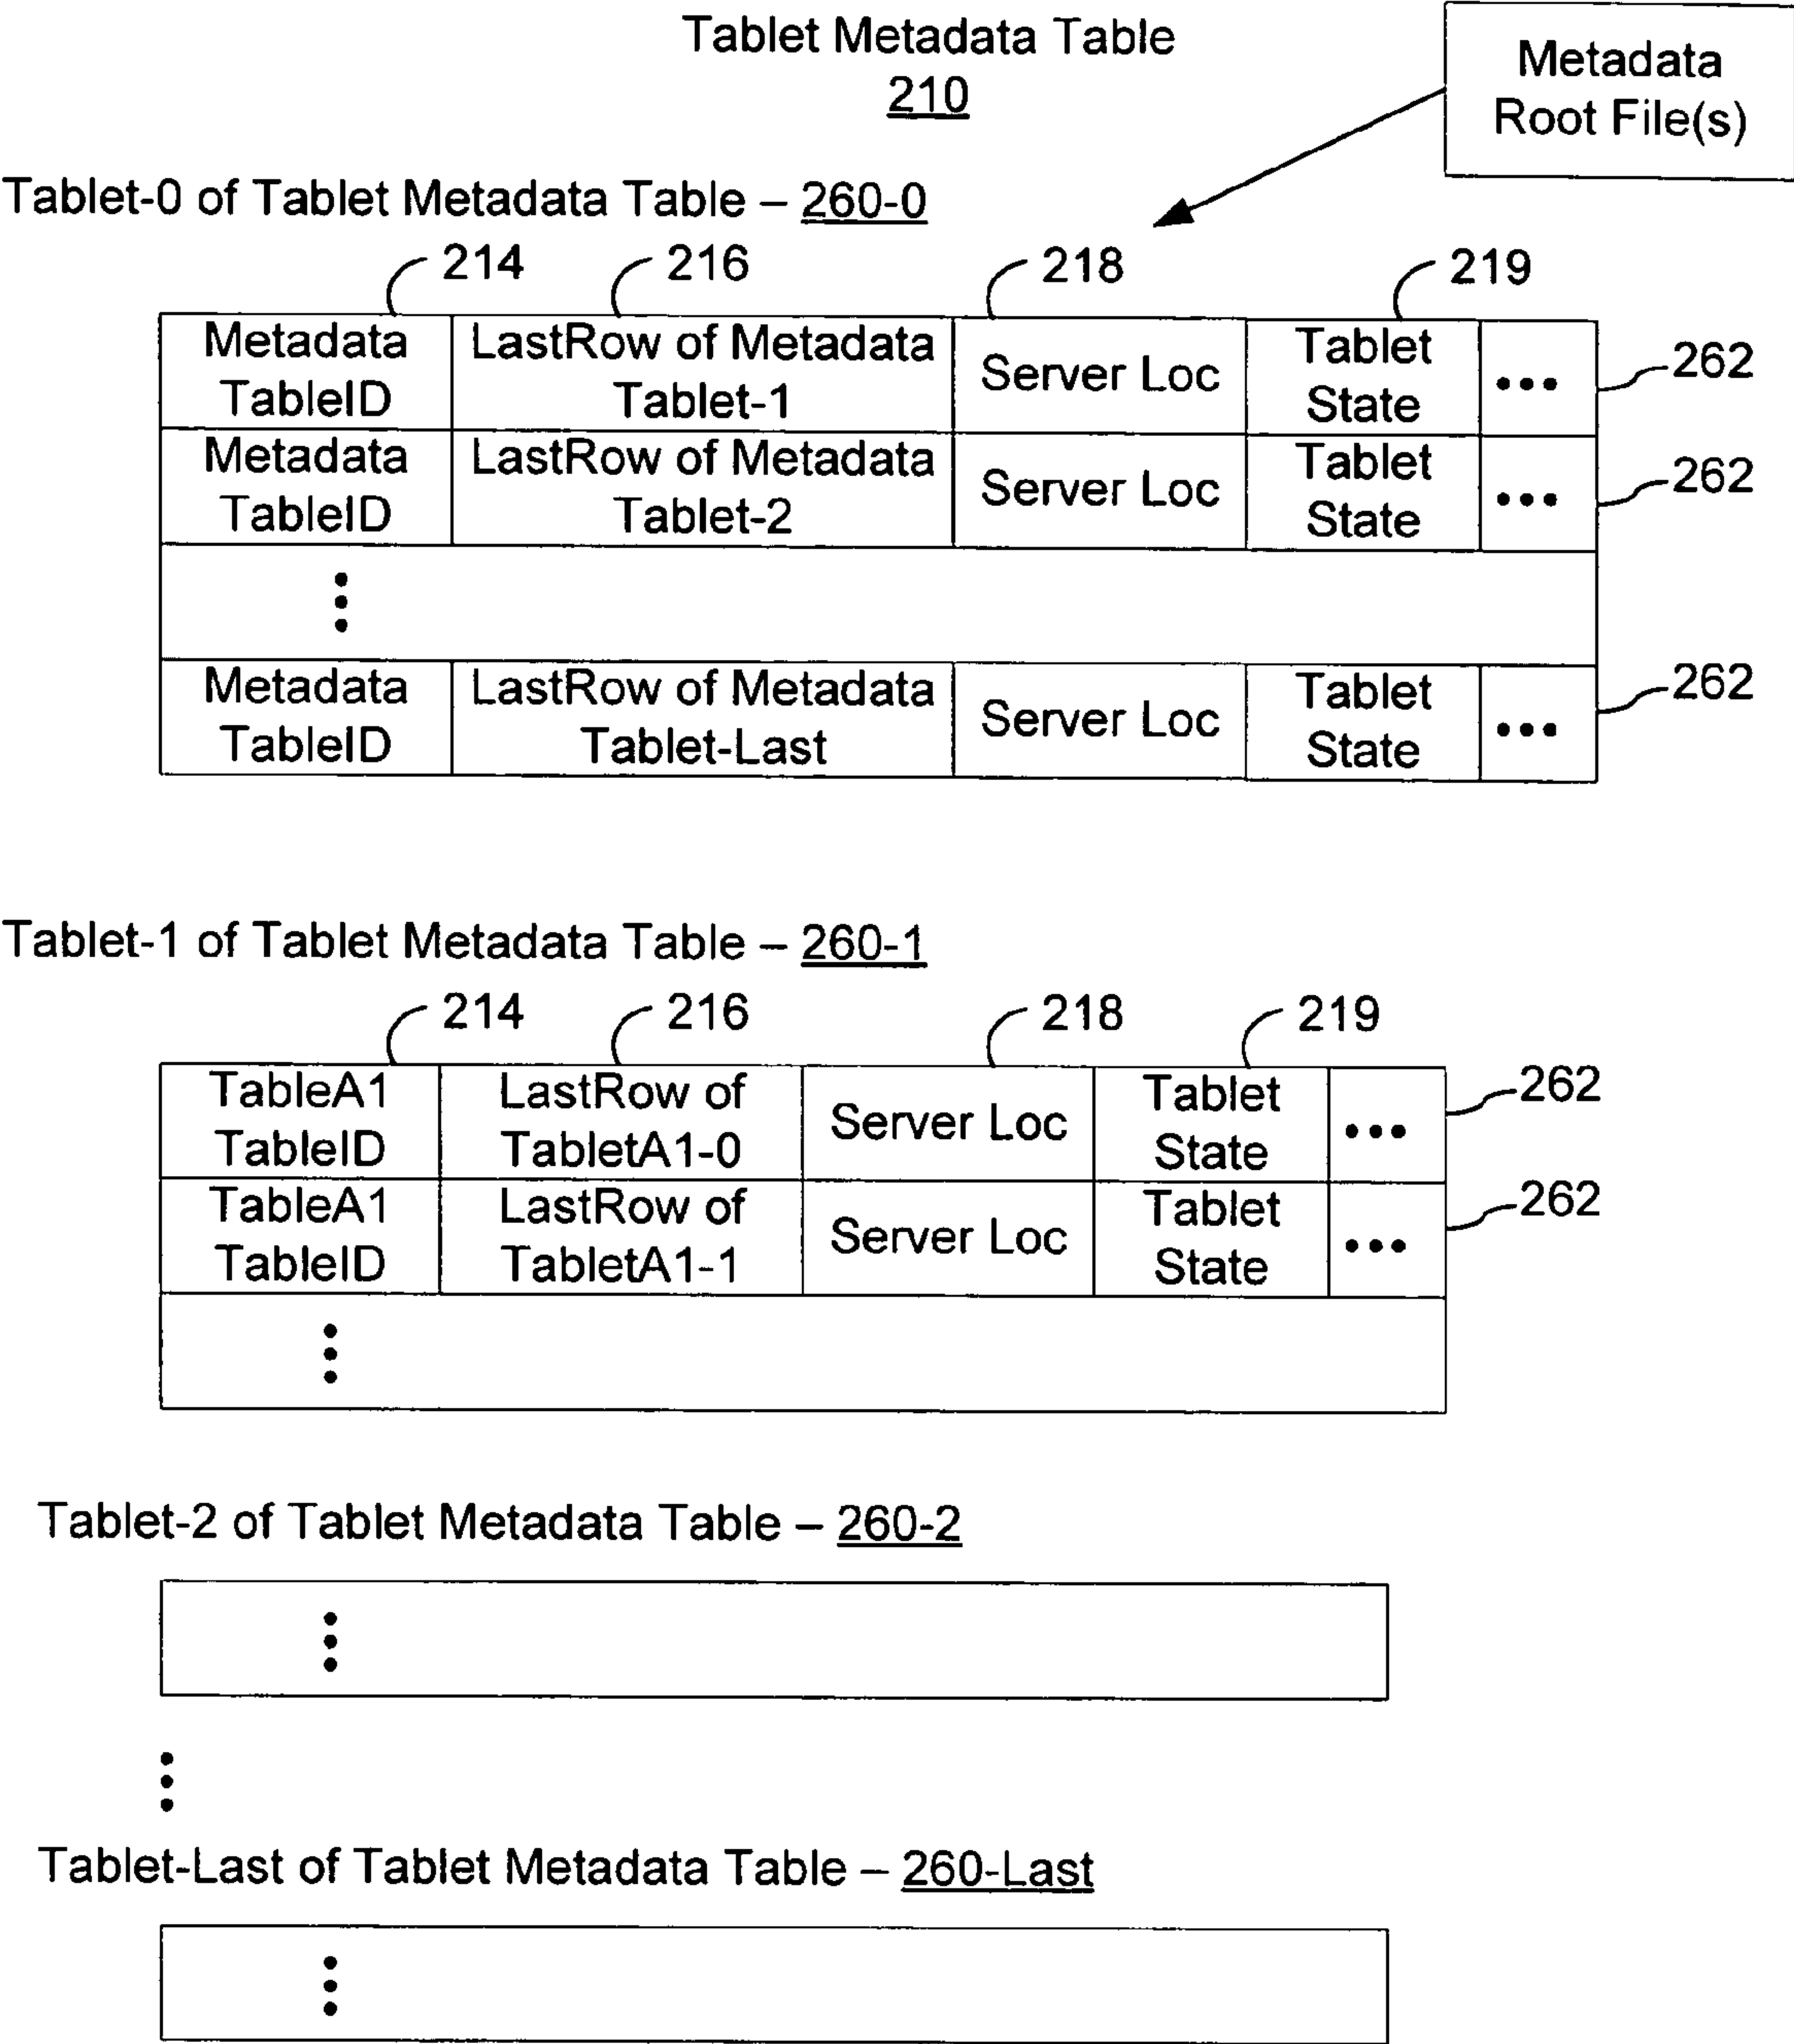 Tablet Metadata Table
210
Metadata
Root File(s)
Tablet-0 of Tablet Metadata Table – 260-0
214 216 218 219
Metadata LastRow of Metadata Server Loc Tablet ••• 262
TableID Tablet-1 State
Metadata LastRow of Metadata Server Loc Tablet ••• 262
TableID Tablet-2 State
Metadata LastRow of Metadata Server Loc Tablet ••• 262
TableID Tablet-Last State
Tablet-1 of Tablet Metadata Table – 260-1
214 216 218 219
TableA1 LastRow of Server Loc Tablet ••• 262
TableID TabletA1-0 State
TableA1 LastRow of Server Loc Tablet ••• 262
TableID TabletA1-1 State
Tablet-2 of Tablet Metadata Table – 260-2
Tablet-Last of Tablet Metadata Table – 260-Last